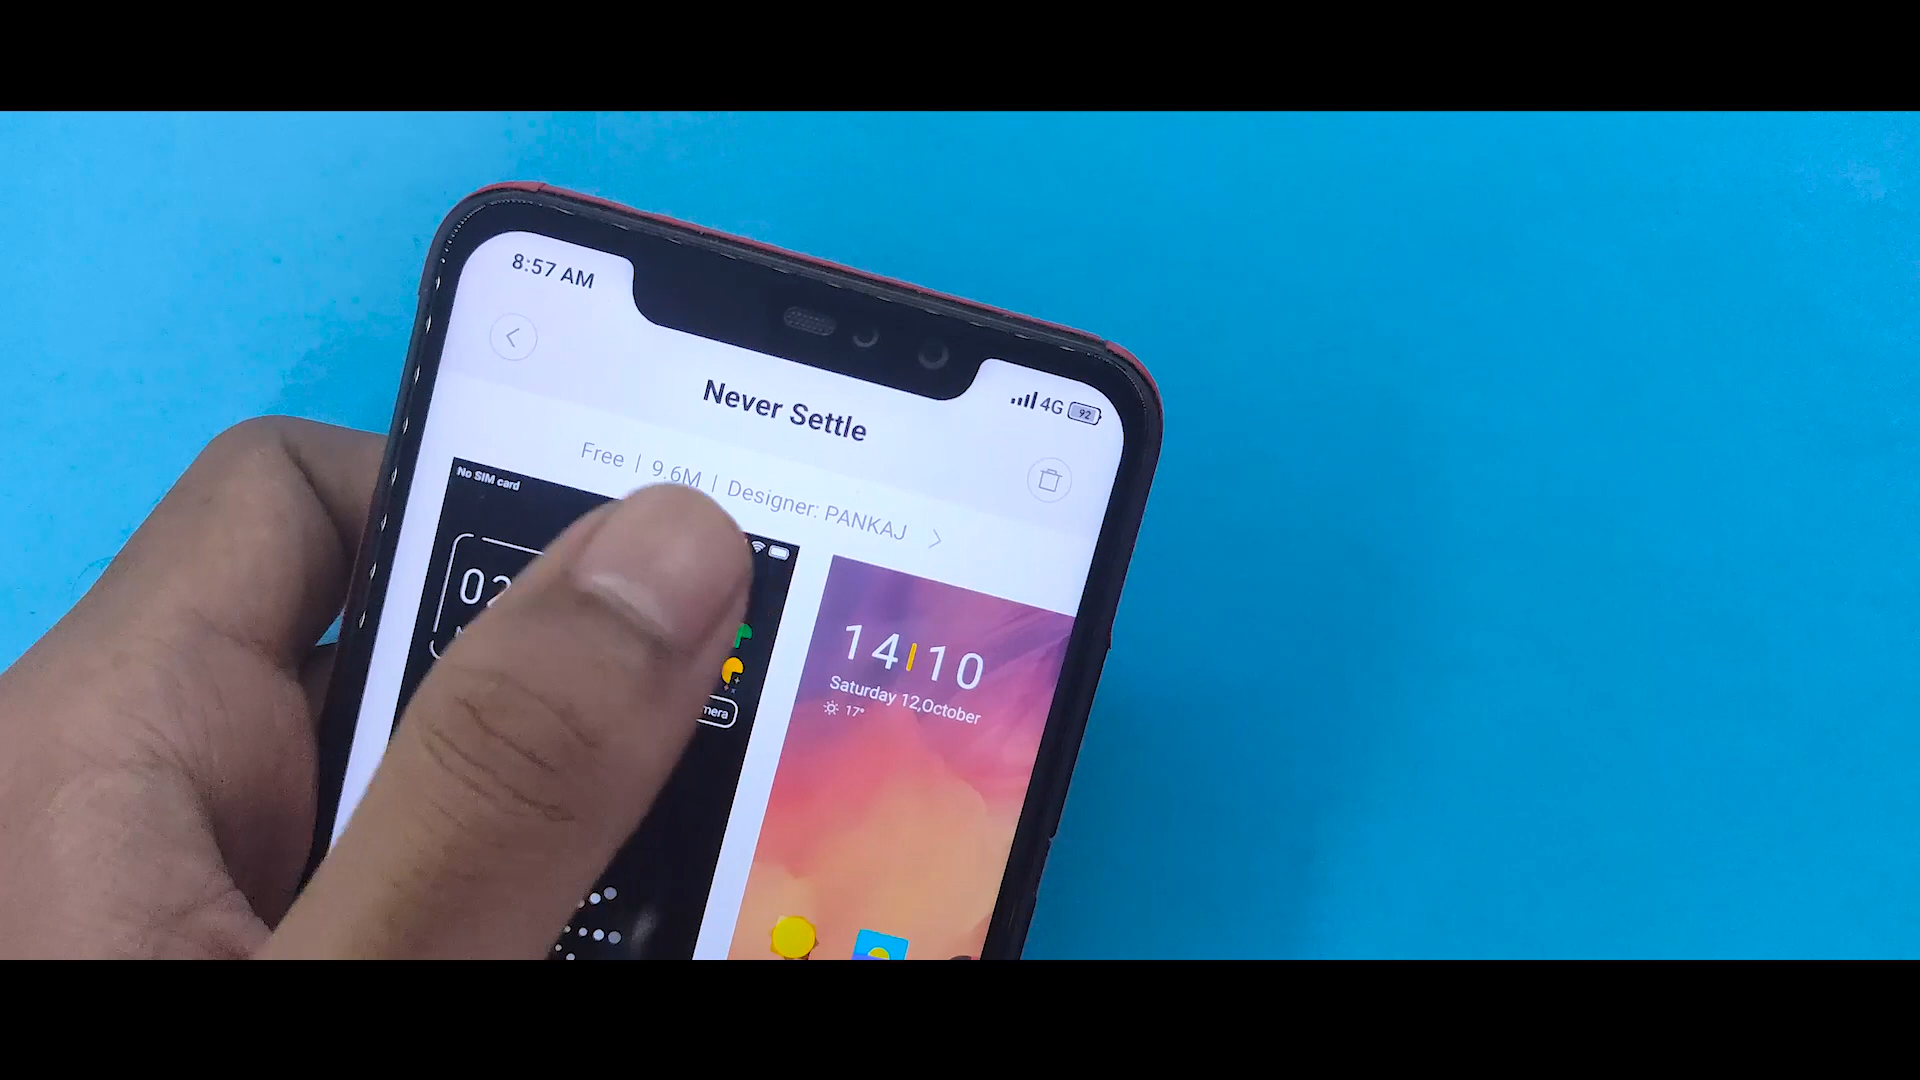 8:57 AM
4G 92
Never Settle
Free | 9.6M | Designer: PANKAJ
No SIM card
14 10
Saturday 12,October
17°